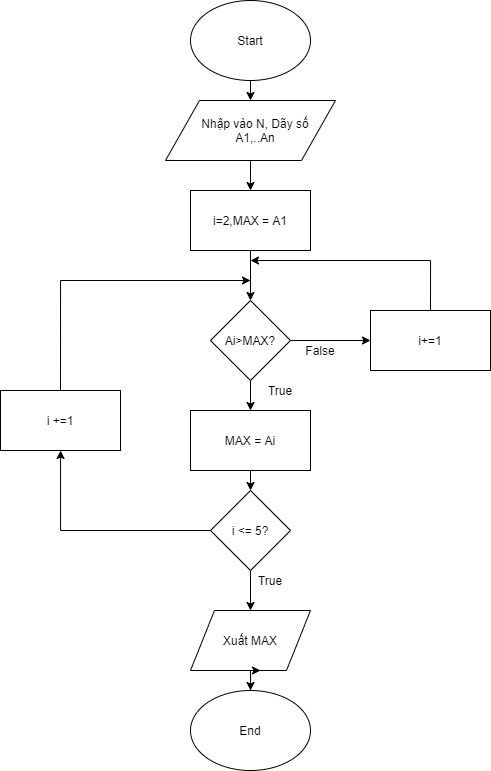 Start
Nhập vào N, Dãy số
A1,..An
i=2,MAX = A1
Ai>MAX?
False
i+=1
True
i +=1
MAX = Ai
i <= 5?
True
Xuất MAX
End